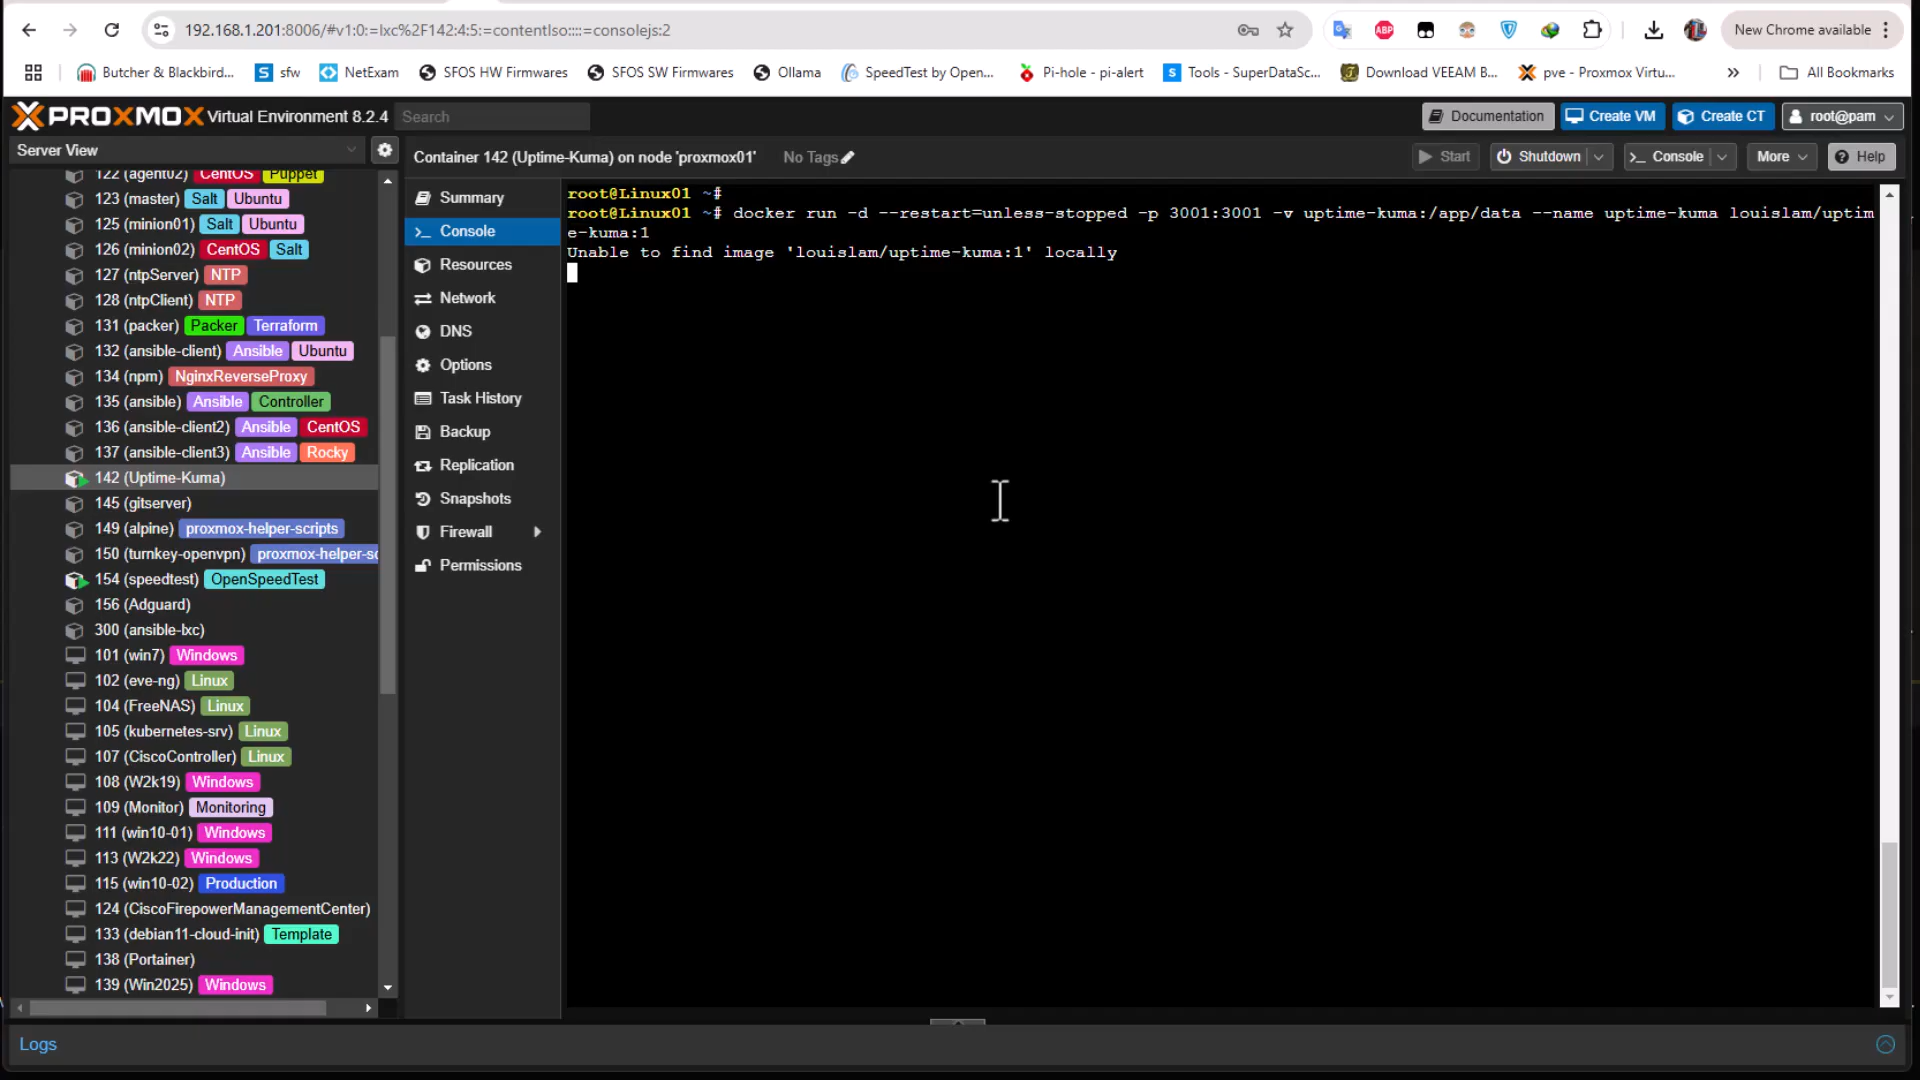 192.168.1.201:8006/#v1:0:=lxc%2F142:4:5:=contentIso::::=consolejs:2
New Chrome available
Butcher & Blackbird...
sfw
NetExam
SFOS HW Firmwares
SFOS SW Firmwares
Ollama
SpeedTest by Open...
Pi-hole - pi-alert
Tools - SuperDataSc...
Download VEEAM B...
pve - Proxmox Virtu...
All Bookmarks
PROXMOX Virtual Environment 8.2.4
Search
Documentation
Create VM
Create CT
root@pam
Server View
Container 142 (Uptime-Kuma) on node 'proxmox01'
No Tags
Start
Shutdown
Console
More
Help
122 (agent02) CentOS Puppet
123 (master) Salt Ubuntu
125 (minion01) Salt Ubuntu
126 (minion02) CentOS Salt
127 (ntpServer) NTP
128 (ntpClient) NTP
131 (packer) Packer Terraform
132 (ansible-client) Ansible Ubuntu
134 (npm) NginxReverseProxy
135 (ansible) Ansible Controller
136 (ansible-client2) Ansible CentOS
137 (ansible-client3) Ansible Rocky
142 (Uptime-Kuma)
145 (gitserver)
149 (alpine) proxmox-helper-scripts
150 (turnkey-openvpn) proxmox-helper-sc
154 (speedtest) OpenSpeedTest
156 (Adguard)
300 (ansible-lxc)
101 (win7) Windows
102 (eve-ng) Linux
104 (FreeNAS) Linux
105 (kubernetes-srv) Linux
107 (CiscoController) Linux
108 (W2k19) Windows
109 (Monitor) Monitoring
111 (win10-01) Windows
113 (W2k22) Windows
115 (win10-02) Production
124 (CiscoFirepowerManagementCenter)
133 (debian11-cloud-init) Template
138 (Portainer)
139 (Win2025) Windows
Summary
Console
Resources
Network
DNS
Options
Task History
Backup
Replication
Snapshots
Firewall
Permissions
root@Linux01 ~#
root@Linux01 ~# docker run -d --restart=unless-stopped -p 3001:3001 -v uptime-kuma:/app/data --name uptime-kuma louislam/uptim
e-kuma:1
Unable to find image 'louislam/uptime-kuma:1' locally
Logs